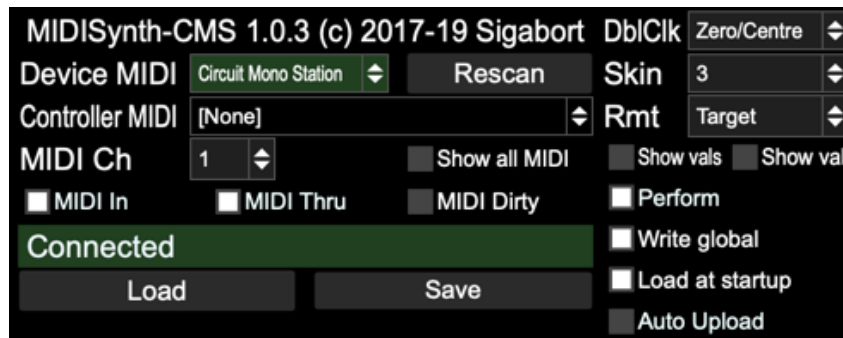 MIDISynth-CMS 1.0.3 (c) 2017-19 Sigabort
DblClk Zero/Centre
Device MIDI Circuit Mono Station Rescan
Skin 3
Controller MIDI [None]
Rmt Target
MIDI Ch 1 Show all MIDI
Show vals Show val
MIDI In MIDI Thru MIDI Dirty
Perform
Connected
Write global
Load Save
Load at startup
Auto Upload